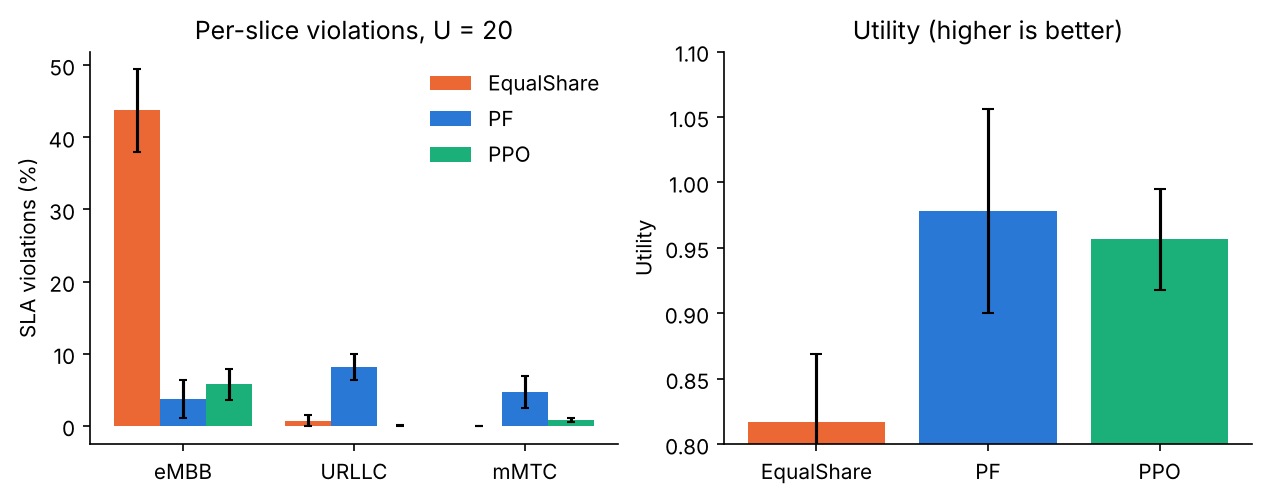 Per-slice violations, U = 20
SLA violations (%)
50
40
30
20
10
0
EqualShare
PF
PPO
eMBB
URLLC
mMTC
Utility (higher is better)
Utility
1.10
1.05
1.00
0.95
0.90
0.85
0.80
EqualShare
PF
PPO